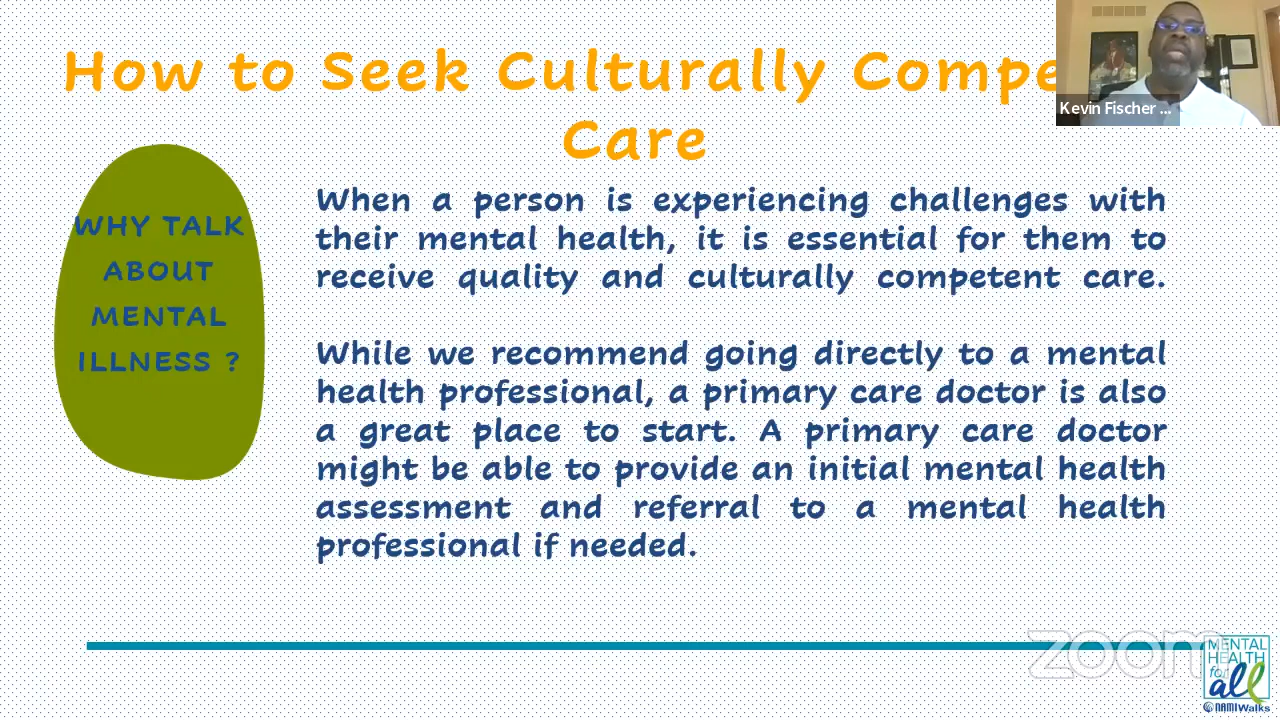 How to Seek Culturally Compe
Care
Kevin Fischer ...
WHY TALK
ABOUT
MENTAL
ILLNESS ?
When a person is experiencing challenges with
their mental health, it is essential for them to
receive quality and culturally competent care.
While we recommend going directly to a mental
health professional, a primary care doctor is also
a great place to start. A primary care doctor
might be able to provide an initial mental health
assessment and referral to a mental health
professional if needed.
zoom
MENTAL
HEALTH
for
all
NAMIWalks